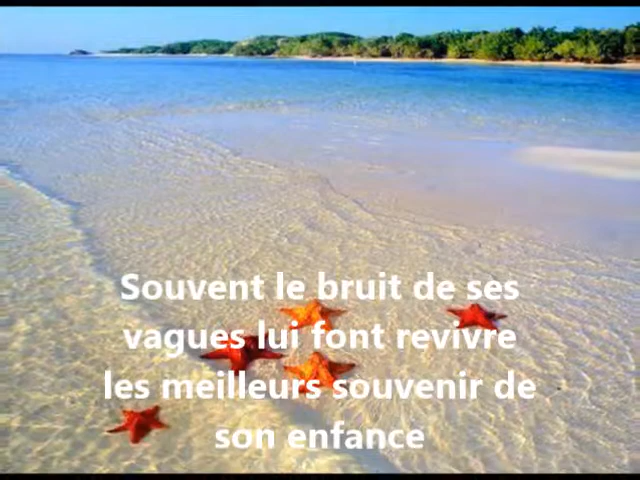 Souvent le bruit de ses
vagues lui font revivre
les meilleurs souvenir de
son enfance